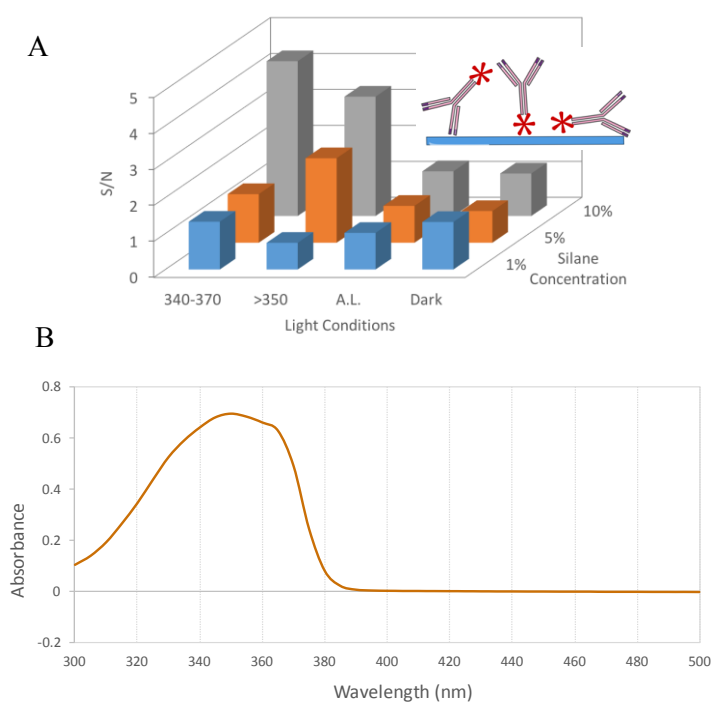 A
5
4
3
2
1
0
S/N
340-370
>350
A.L.
Dark
Light Conditions
1%
5%
10%
Silane
Concentration
B
0.8
0.6
0.4
0.2
0
-0.2
Absorbance
300 320 340 360 380 400 420 440 460 480 500
Wavelength (nm)